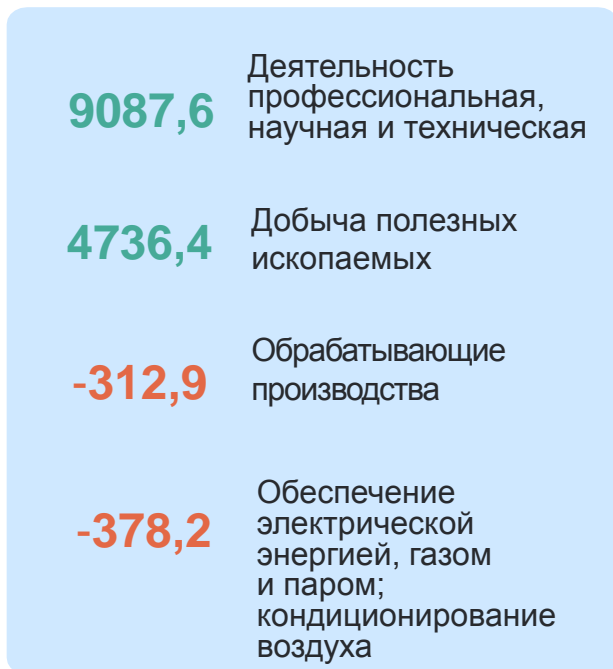 9087,6
Деятельность
профессиональная,
научная и техническая
4736,4
Добыча полезных
ископаемых
-312,9
Обрабатывающие
производства
-378,2
Обеспечение
электрической
энергией, газом
и паром;
кондиционирование
воздуха